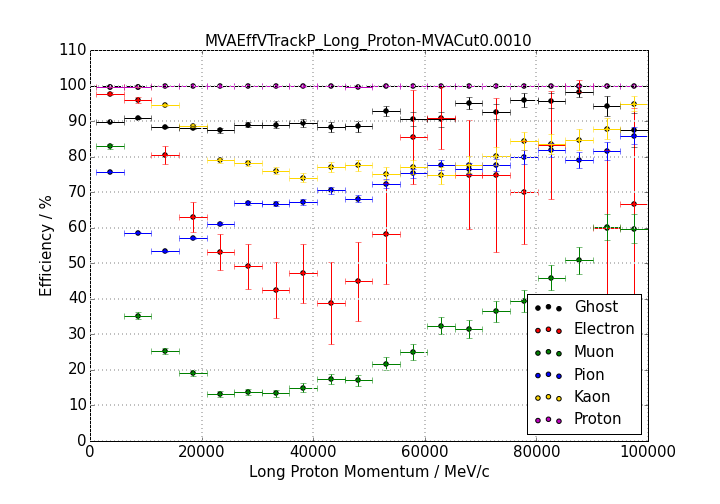 MVAEffVTrackP_Long_Proton-MVACut0.0010
110
100
90
80
70
60
50
40
30
20
10
0
Efficiency / %
Ghost
Electron
Muon
Pion
Kaon
Proton
0 20000 40000 60000 80000 100000
Long Proton Momentum / MeV/c